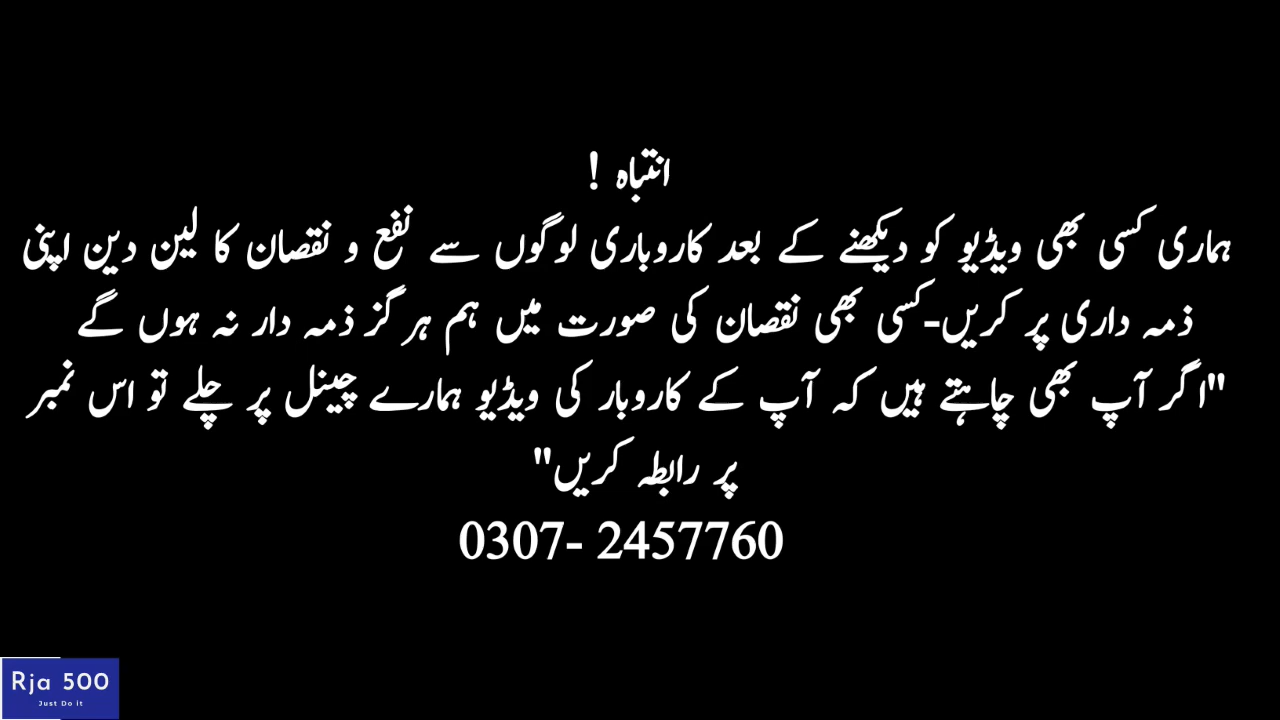 انتباہ !
ہماری کسی بھی ویڈیو کو دیکھنے کے بعد کاروباری لوگوں سے نفع و نقصان کا لین دین اپنی
ذمہ داری پر کریں-کسی بھی نقصان کی صورت میں ہم ہرگز ذمہ دار نہ ہوں گے
"اگر آپ بھی چاہتے ہیں کہ آپ کے کاروبار کی ویڈیو ہمارے چینل پر چلے تو اس نمبر
پر رابطہ کریں"
0307- 2457760
Rja 500
Just Do it